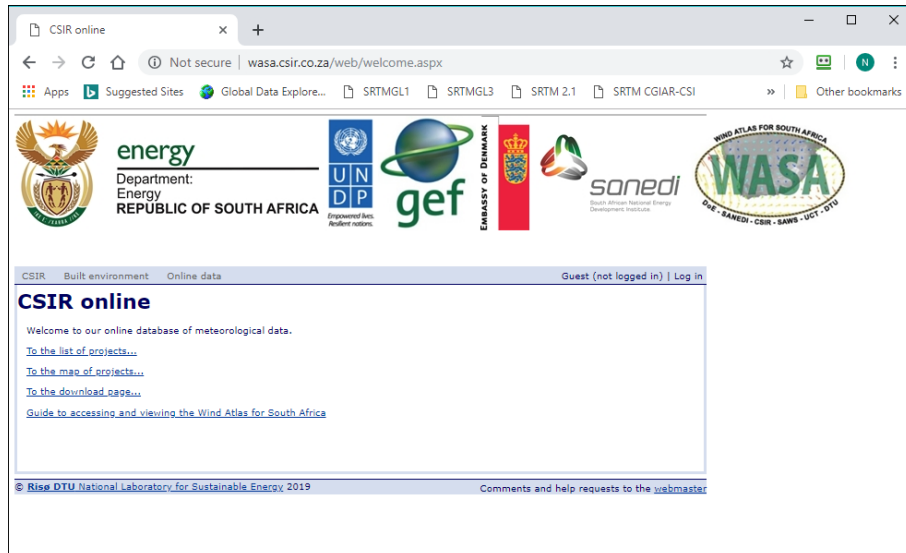 CSIR online
Not secure | wasa.csir.co.za/web/welcome.aspx
N
Apps Suggested Sites Global Data Explore... SRTMGL1 SRTMGL3 SRTM 2.1 SRTM CGIAR-CSI » Other bookmarks
energy
Department:
Energy
REPUBLIC OF SOUTH AFRICA
UN
DP
Empowered lives.
Resilient nations.
gef
EMBASSY OF DENMARK
sanedi
South African National Energy
Development Institute
WIND ATLAS FOR SOUTH AFRICA
WASA
DoE - SANEDI - CSIR - SAWS - UCT - DTU
CSIR Built environment Online data Guest (not logged in) | Log in
CSIR online
Welcome to our online database of meteorological data.
To the list of projects...
To the map of projects...
To the download page...
Guide to accessing and viewing the Wind Atlas for South Africa
© Risø DTU National Laboratory for Sustainable Energy 2019 Comments and help requests to the webmaster